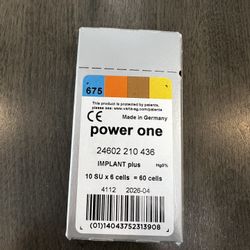 675
This product is protected by patents,
please see: www.varta-ag.com/patents
CE Made in Germany
power one
24602 210 436
IMPLANT plus Hg0%
10 SU x 6 cells = 60 cells
4112 2026-04
(01)14043752313908